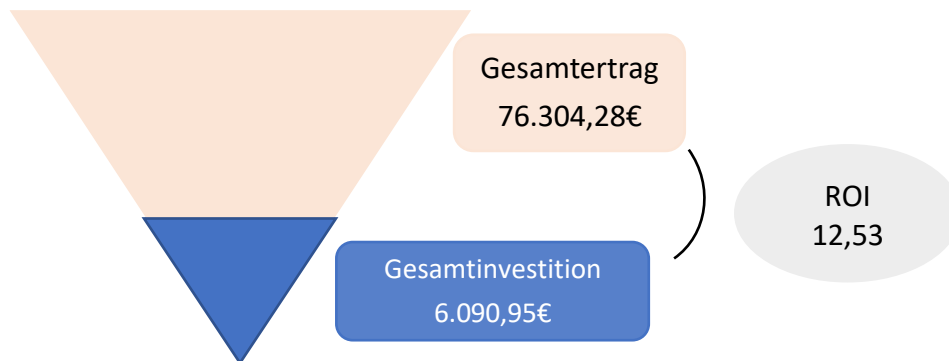 Gesamtertrag
76.304,28€
ROI
12,53
Gesamtinvestition
6.090,95€